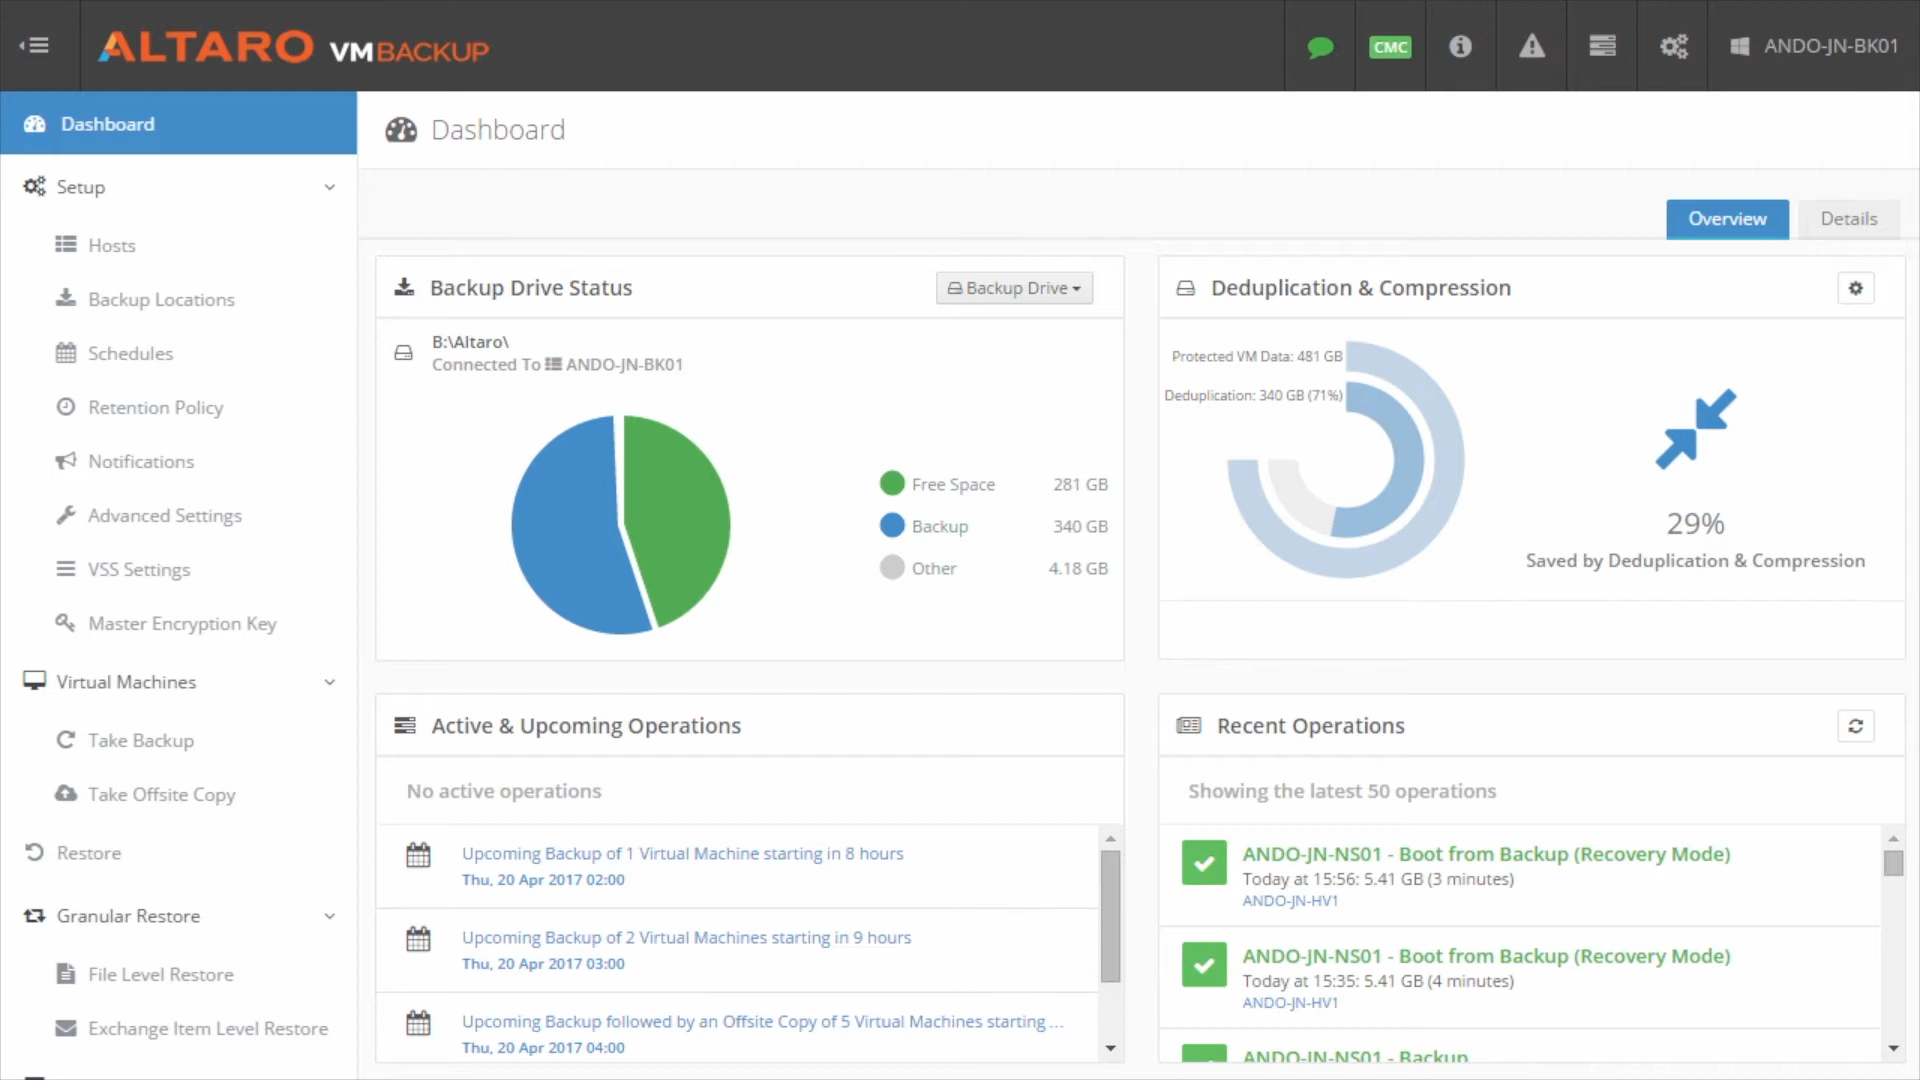 ALTARO VMBACKUP
CMC
ANDO-JN-BK01
Dashboard
Setup
Hosts
Backup Locations
Schedules
Retention Policy
Notifications
Advanced Settings
VSS Settings
Master Encryption Key
Virtual Machines
Take Backup
Take Offsite Copy
Restore
Granular Restore
File Level Restore
Exchange Item Level Restore
Dashboard
Overview
Details
Backup Drive Status
Backup Drive
B:\Altaro\
Connected To ANDO-JN-BK01
Free Space 281 GB
Backup 340 GB
Other 4.18 GB
Deduplication & Compression
Protected VM Data: 481 GB
Deduplication: 340 GB (71%)
29%
Saved by Deduplication & Compression
Active & Upcoming Operations
No active operations
Upcoming Backup of 1 Virtual Machine starting in 8 hours
Thu, 20 Apr 2017 02:00
Upcoming Backup of 2 Virtual Machines starting in 9 hours
Thu, 20 Apr 2017 03:00
Upcoming Backup followed by an Offsite Copy of 5 Virtual Machines starting ...
Thu, 20 Apr 2017 04:00
Recent Operations
Showing the latest 50 operations
ANDO-JN-NS01 - Boot from Backup (Recovery Mode)
Today at 15:56: 5.41 GB (3 minutes)
ANDO-JN-HV1
ANDO-JN-NS01 - Boot from Backup (Recovery Mode)
Today at 15:35: 5.41 GB (4 minutes)
ANDO-JN-HV1
ANDO-JN-NS01 - Backup